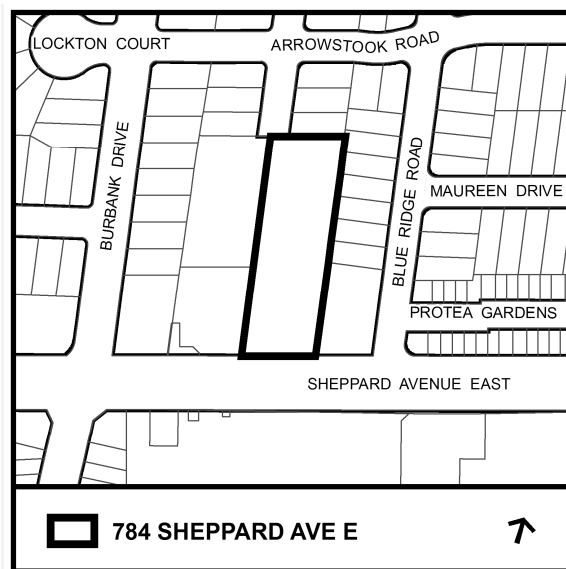 LOCKTON COURT
ARROWSTOOK ROAD
BURBANK DRIVE
BLUE RIDGE ROAD
MAUREEN DRIVE
PROTEA GARDENS
SHEPPARD AVENUE EAST
784 SHEPPARD AVE E